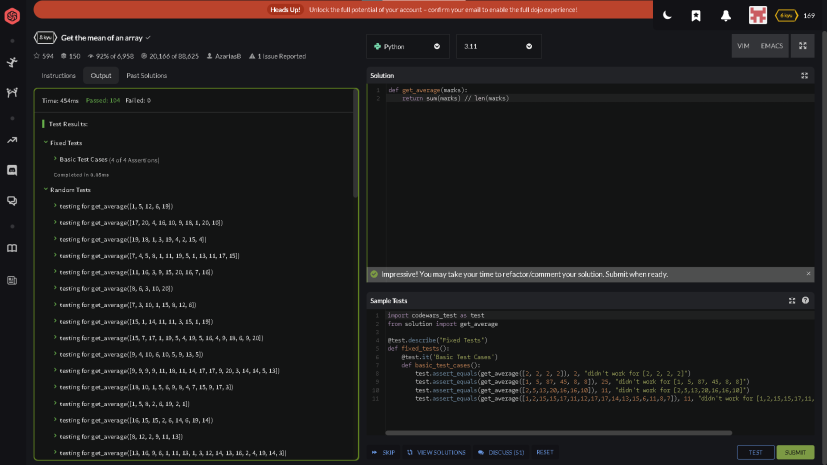 Heads Up! Unlock the full potential of your account – confirm your email to enable the full dojo experience!
6 kyu 169
8 kyu Get the mean of an array
594 150 92% of 6,958 20,166 of 88,625 AzariasB 1 Issue Reported
Python 3.11 VIM EMACS
Instructions Output Past Solutions
Time: 454ms Passed: 104 Failed: 0
Test Results:
Fixed Tests
Basic Test Cases (4 of 4 Assertions)
Completed in 0.05ms
Random Tests
testing for get_average([1, 5, 12, 6, 19])
testing for get_average([17, 20, 4, 16, 10, 9, 18, 1, 20, 10])
testing for get_average([19, 18, 1, 3, 19, 4, 2, 15, 4])
testing for get_average([7, 4, 5, 8, 1, 11, 19, 5, 1, 13, 11, 17, 15])
testing for get_average([11, 16, 3, 9, 15, 20, 16, 7, 16])
testing for get_average([8, 6, 3, 10, 20])
testing for get_average([7, 3, 10, 1, 15, 8, 12, 6])
testing for get_average([15, 1, 14, 11, 11, 3, 15, 1, 19])
testing for get_average([15, 7, 17, 1, 19, 5, 4, 19, 5, 16, 4, 9, 18, 6, 9, 20])
testing for get_average([9, 4, 10, 6, 10, 5, 9, 13, 5])
testing for get_average([9, 8, 9, 9, 11, 18, 11, 14, 17, 17, 9, 20, 3, 14, 14, 5, 13])
testing for get_average([18, 10, 1, 5, 6, 9, 8, 4, 7, 15, 9, 17, 3])
testing for get_average([1, 5, 8, 2, 6, 19, 2, 1])
testing for get_average([16, 15, 15, 2, 6, 14, 6, 19, 14])
testing for get_average([8, 12, 2, 9, 11, 13])
testing for get_average([13, 16, 9, 6, 1, 11, 13, 1, 3, 12, 14, 13, 16, 2, 4, 19, 14, 3])
Solution
1 def get_average(marks):
2 return sum(marks) // len(marks)
Impressive! You may take your time to refactor/comment your solution. Submit when ready.
Sample Tests
1 import codewars_test as test
2 from solution import get_average
3
4 @test.describe("Fixed Tests")
5 def fixed_tests():
6 @test.it('Basic Test Cases')
7 def basic_test_cases():
8 test.assert_equals(get_average([2, 2, 2, 2]), 2, "didn't work for [2, 2, 2, 2]")
9 test.assert_equals(get_average([1, 5, 87, 45, 8, 8]), 25, "didn't work for [1, 5, 87, 45, 8, 8]")
10 test.assert_equals(get_average([2,5,13,20,16,16,10]), 11, "didn't work for [2,5,13,20,16,16,10]")
11 test.assert_equals(get_average([1,2,15,15,17,11,12,17,17,14,13,15,6,11,8,7]), 11, "didn't work for [1,2,15,15,17,11,
SKIP VIEW SOLUTIONS DISCUSS (51) RESET TEST SUBMIT